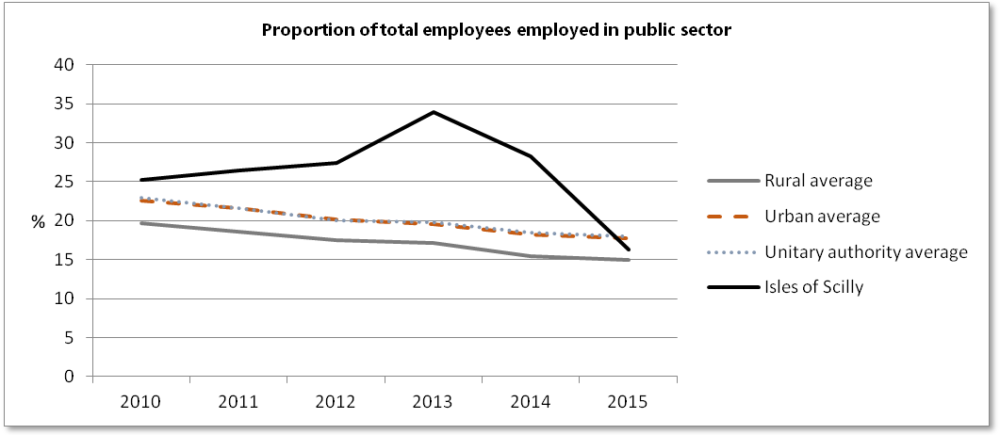 Proportion of total employees employed in public sector
40
35
30
25
20
15
10
5
0
%
2010 2011 2012 2013 2014 2015
Rural average
Urban average
Unitary authority average
Isles of Scilly